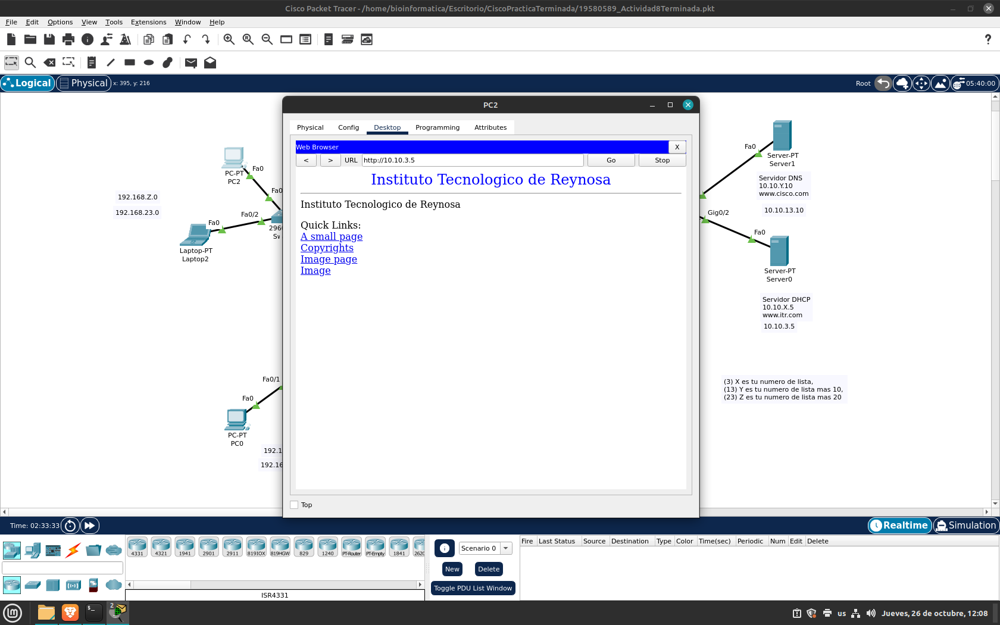 Cisco Packet Tracer - /home/bioinformatica/Escritorio/CiscoPracticaTerminada/19580589_Actividad8Terminada.pkt
File Edit Options View Tools Extensions Window Help
?
Logical Physical x: 395, y: 216 Root 05:40:00
PC2
Physical Config Desktop Programming Attributes
Web Browser X
< > URL http://10.10.3.5 Go Stop
Instituto Tecnologico de Reynosa
Instituto Tecnologico de Reynosa
Quick Links:
A small page
Copyrights
Image page
Image
Top
Fa0
PC-PT
PC2
Fa0
192.168.Z.0
192.168.23.0
Fa0/2
Fa0
2960
Sw
Laptop-PT
Laptop2
Fa0/1
Fa0
PC-PT
PC0
192.1
192.16
Fa0
Server-PT
Server1
Servidor DNS
10.10.Y.10
www.cisco.com
10.10.13.10
Gig0/2
Fa0
Server-PT
Server0
Servidor DHCP
10.10.X.5
www.itr.com
10.10.3.5
(3) X es tu numero de lista,
(13) Y es tu numero de lista mas 10,
(23) Z es tu numero de lista mas 20
Time: 02:33:33 Realtime Simulation
4331 4321 1941 2901 2911 819IOX 819HGW 829 1240 PT-Router PT-Empty 1841 2620
ISR4331
Scenario 0
New Delete
Toggle PDU List Window
Fire Last Status Source Destination Type Color Time(sec) Periodic Num Edit Delete
2
us Jueves, 26 de octubre, 12:08